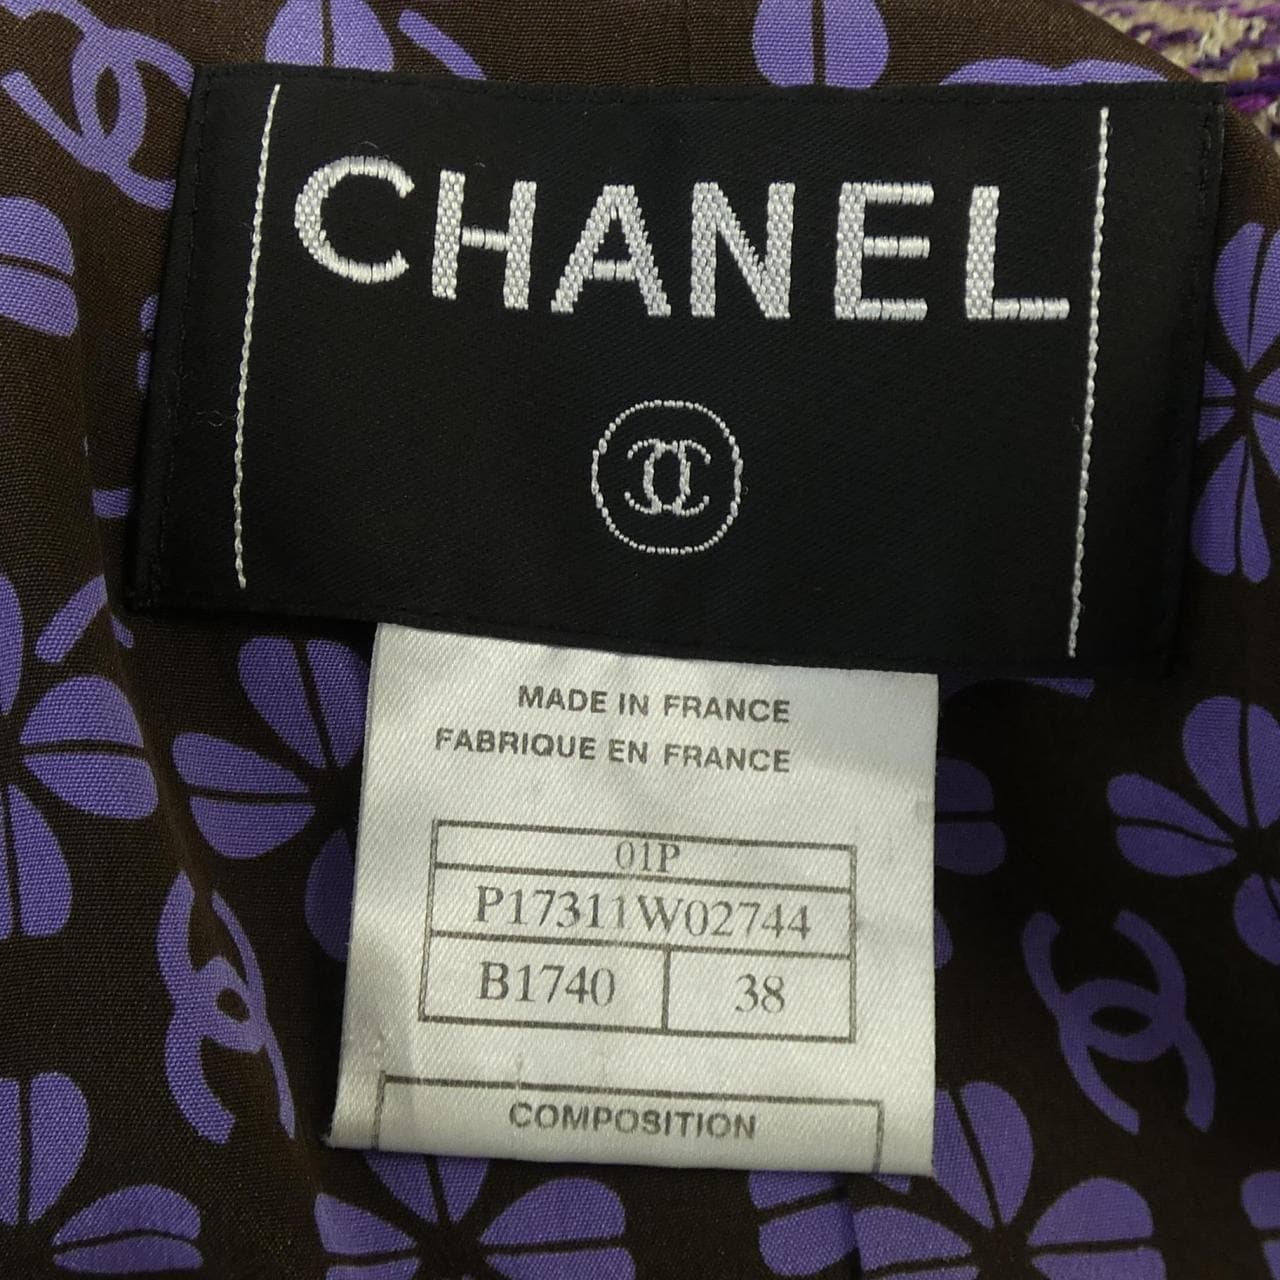 CHANEL
MADE IN FRANCE
FABRIQUE EN FRANCE
01P
P17311W02744
B1740 38
COMPOSITION